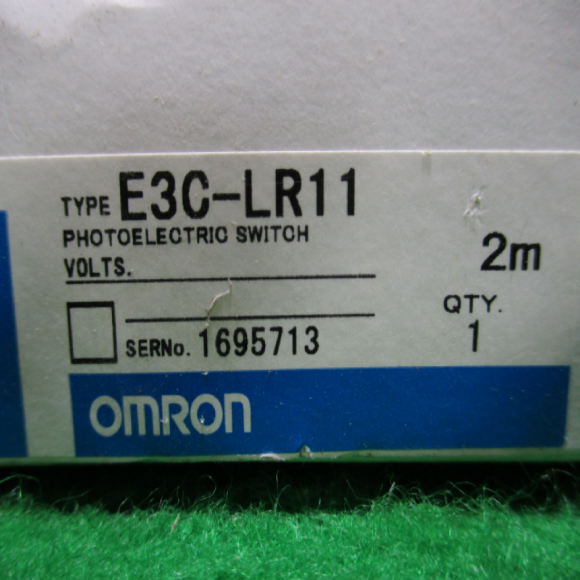 TYPE E3C-LR11
PHOTOELECTRIC SWITCH
VOLTS.
2m
QTY.
1
SERNo. 1695713
OMRON